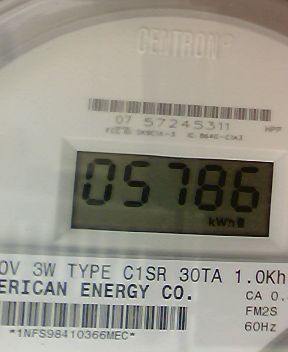 CENTRON®
07 57245311 HPP
05786
kWh
0V 3W TYPE C1SR 30TA 1.0Kh
ERICAN ENERGY CO.
CA 0.
FM2S
60Hz
*1NFS98410366MEC*